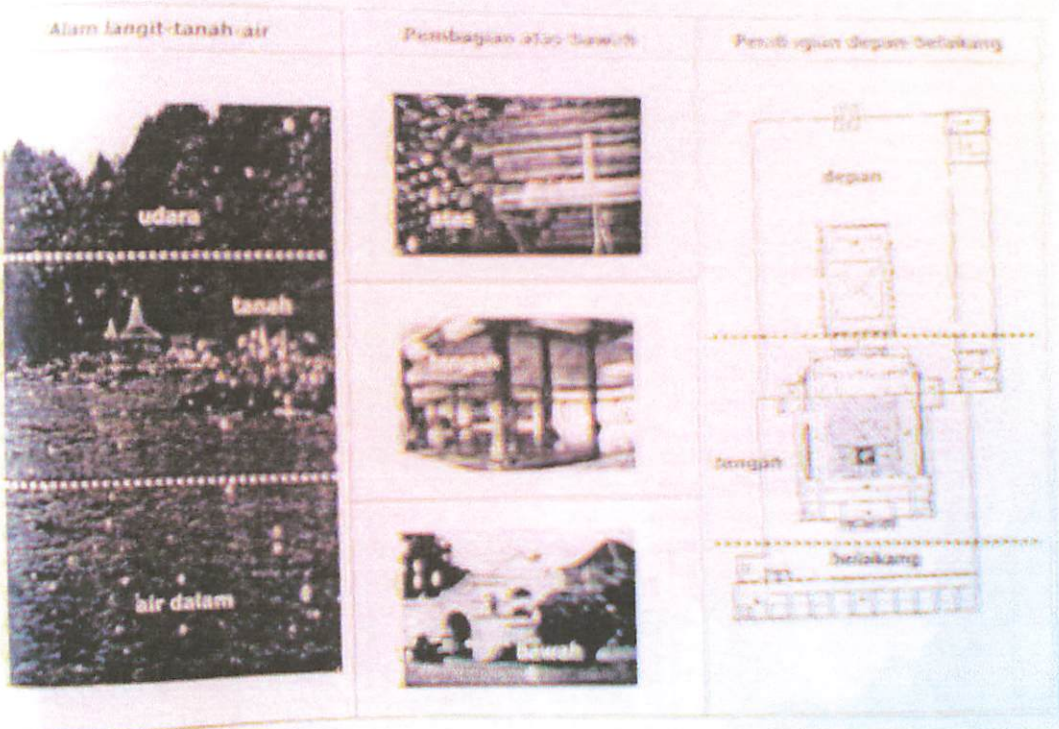 Alam langit-tanah-air
Pembagian atas bawah
Pembagian depan-belakang
udara
tanah
air dalam
atas
tengah
bawah
depan
tengah
belakang